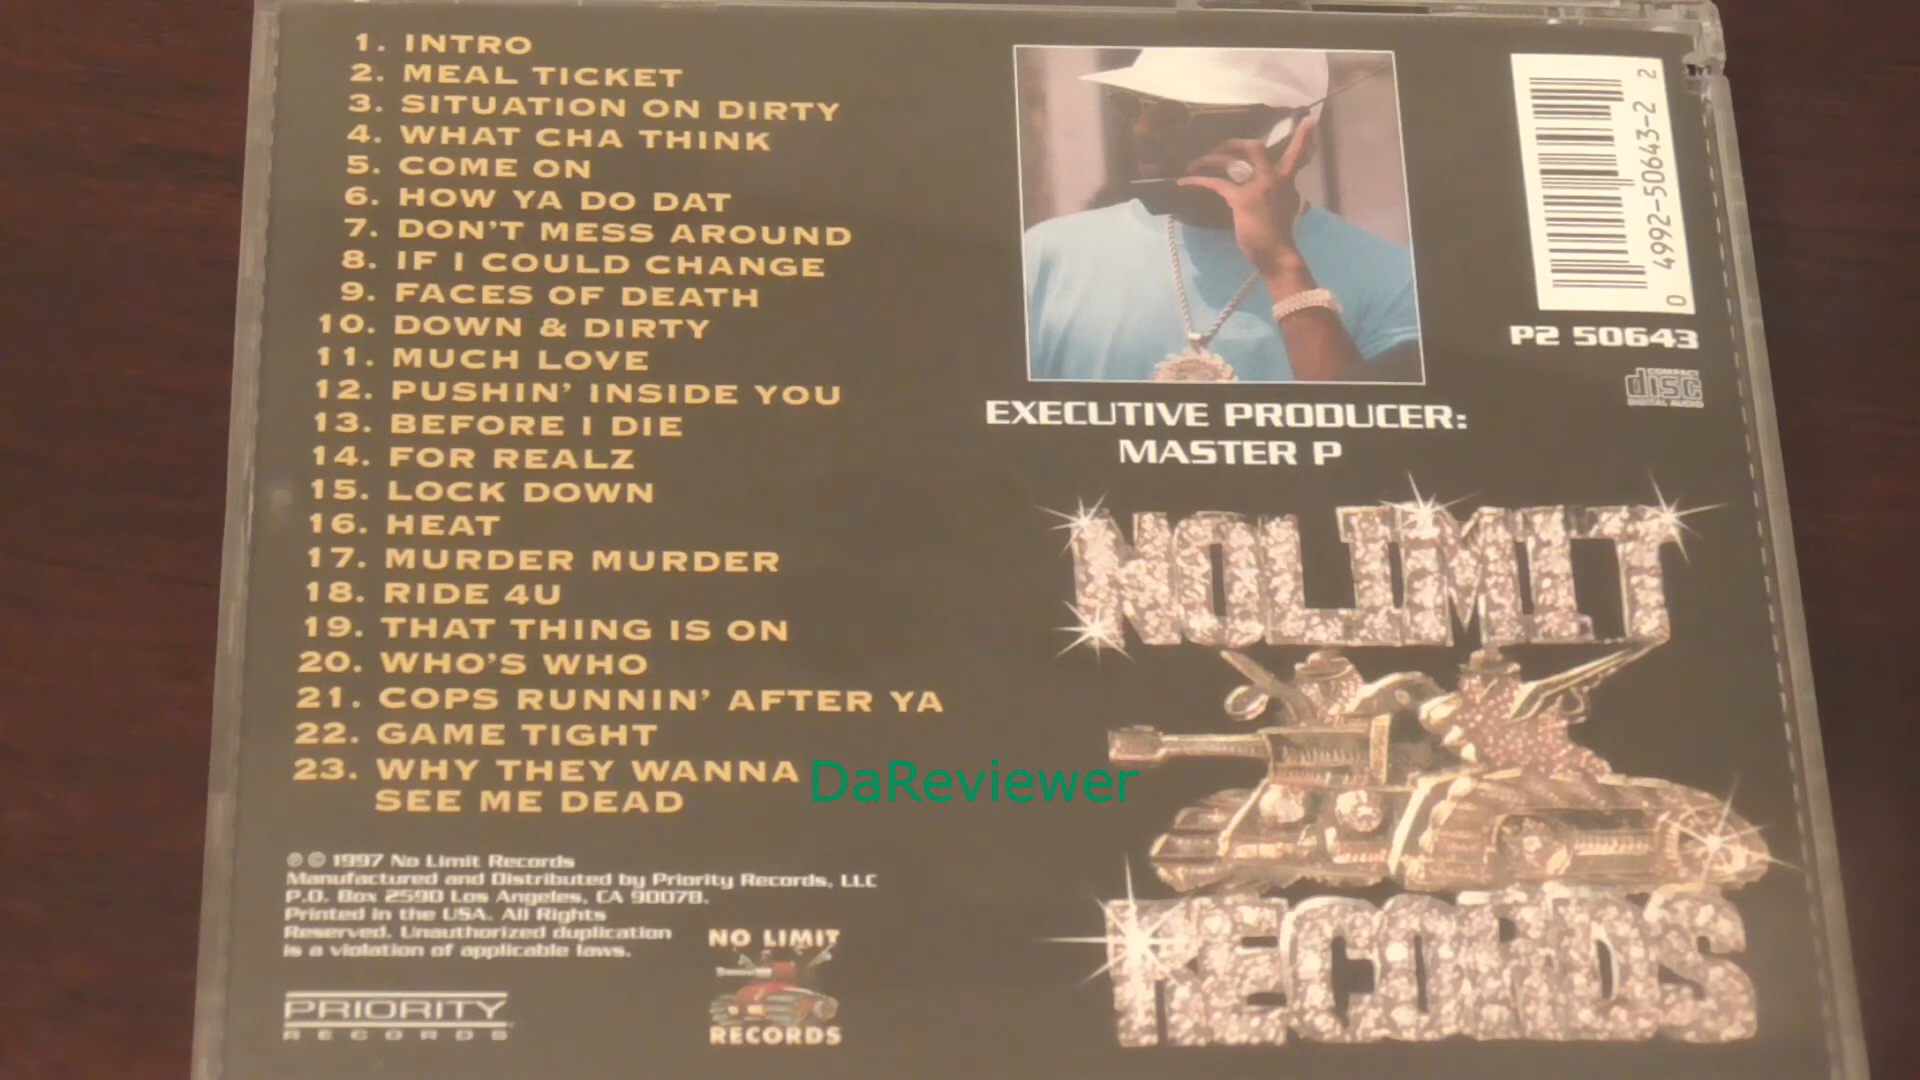 1. INTRO
2. MEAL TICKET
3. SITUATION ON DIRTY
4. WHAT CHA THINK
5. COME ON
6. HOW YA DO DAT
7. DON'T MESS AROUND
8. IF I COULD CHANGE
9. FACES OF DEATH
10. DOWN & DIRTY
11. MUCH LOVE
12. PUSHIN' INSIDE YOU
13. BEFORE I DIE
14. FOR REALZ
15. LOCK DOWN
16. HEAT
17. MURDER MURDER
18. RIDE 4U
19. THAT THING IS ON
20. WHO'S WHO
21. COPS RUNNIN' AFTER YA
22. GAME TIGHT
23. WHY THEY WANNA
SEE ME DEAD
DaReviewer
℗ © 1997 No Limit Records
Manufactured and Distributed by Priority Records, LLC
P.O. Box 2590 Los Angeles, CA 90078.
Printed in the USA. All Rights
Reserved. Unauthorized duplication
is a violation of applicable laws.
PRIORITY
RECORDS
NO LIMIT
RECORDS
0 4992-50643-2 2
P2 50643
COMPACT
disc
DIGITAL AUDIO
EXECUTIVE PRODUCER:
MASTER P
NO LIMIT
RECORDS